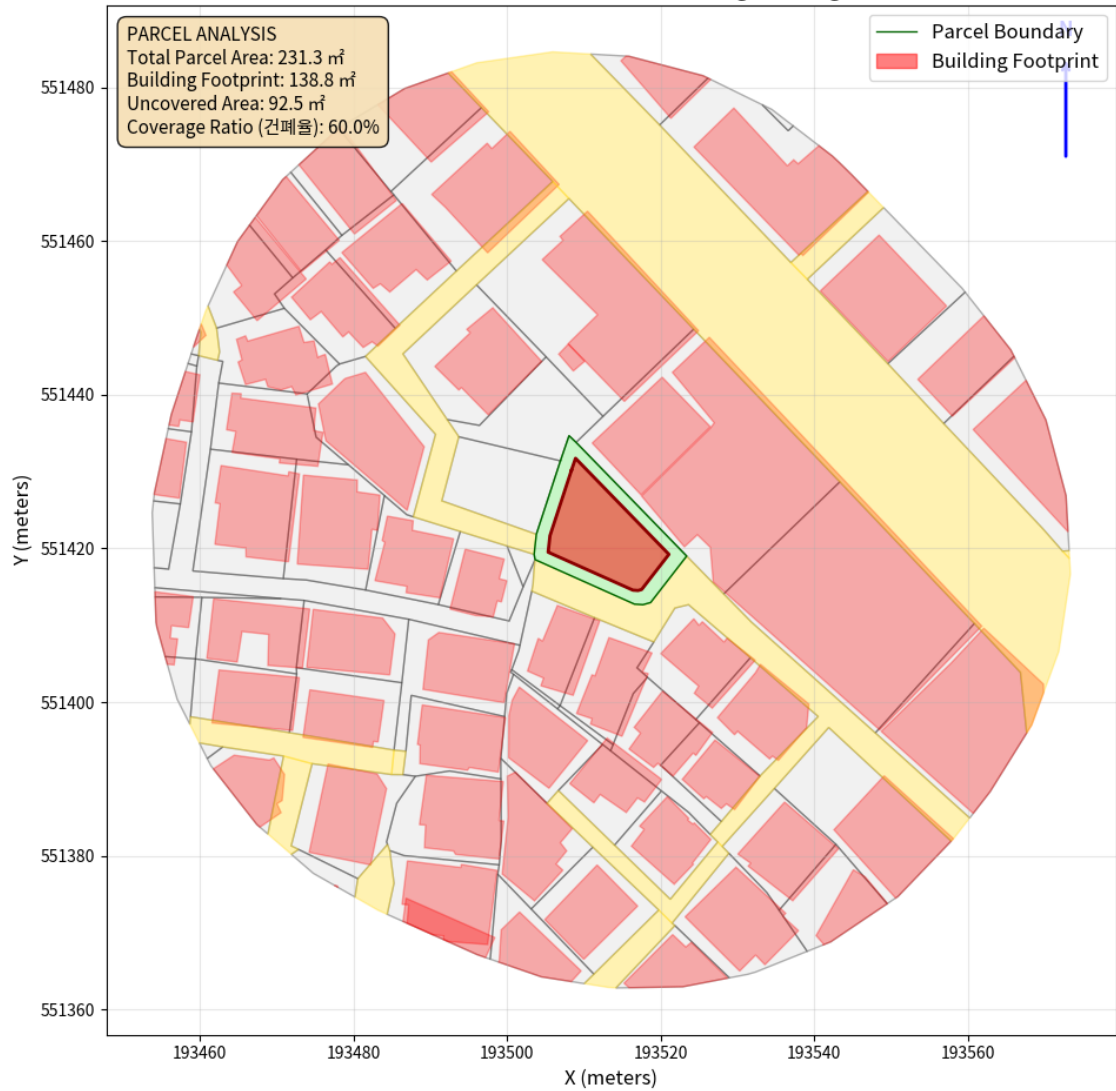 PARCEL ANALYSIS
Total Parcel Area: 231.3 ㎡
Building Footprint: 138.8 ㎡
Uncovered Area: 92.5 ㎡
Coverage Ratio (건폐율): 60.0%
Parcel Boundary
Building Footprint
N
551480
551460
551440
551420
551400
551380
551360
Y (meters)
193460 193480 193500 193520 193540 193560
X (meters)